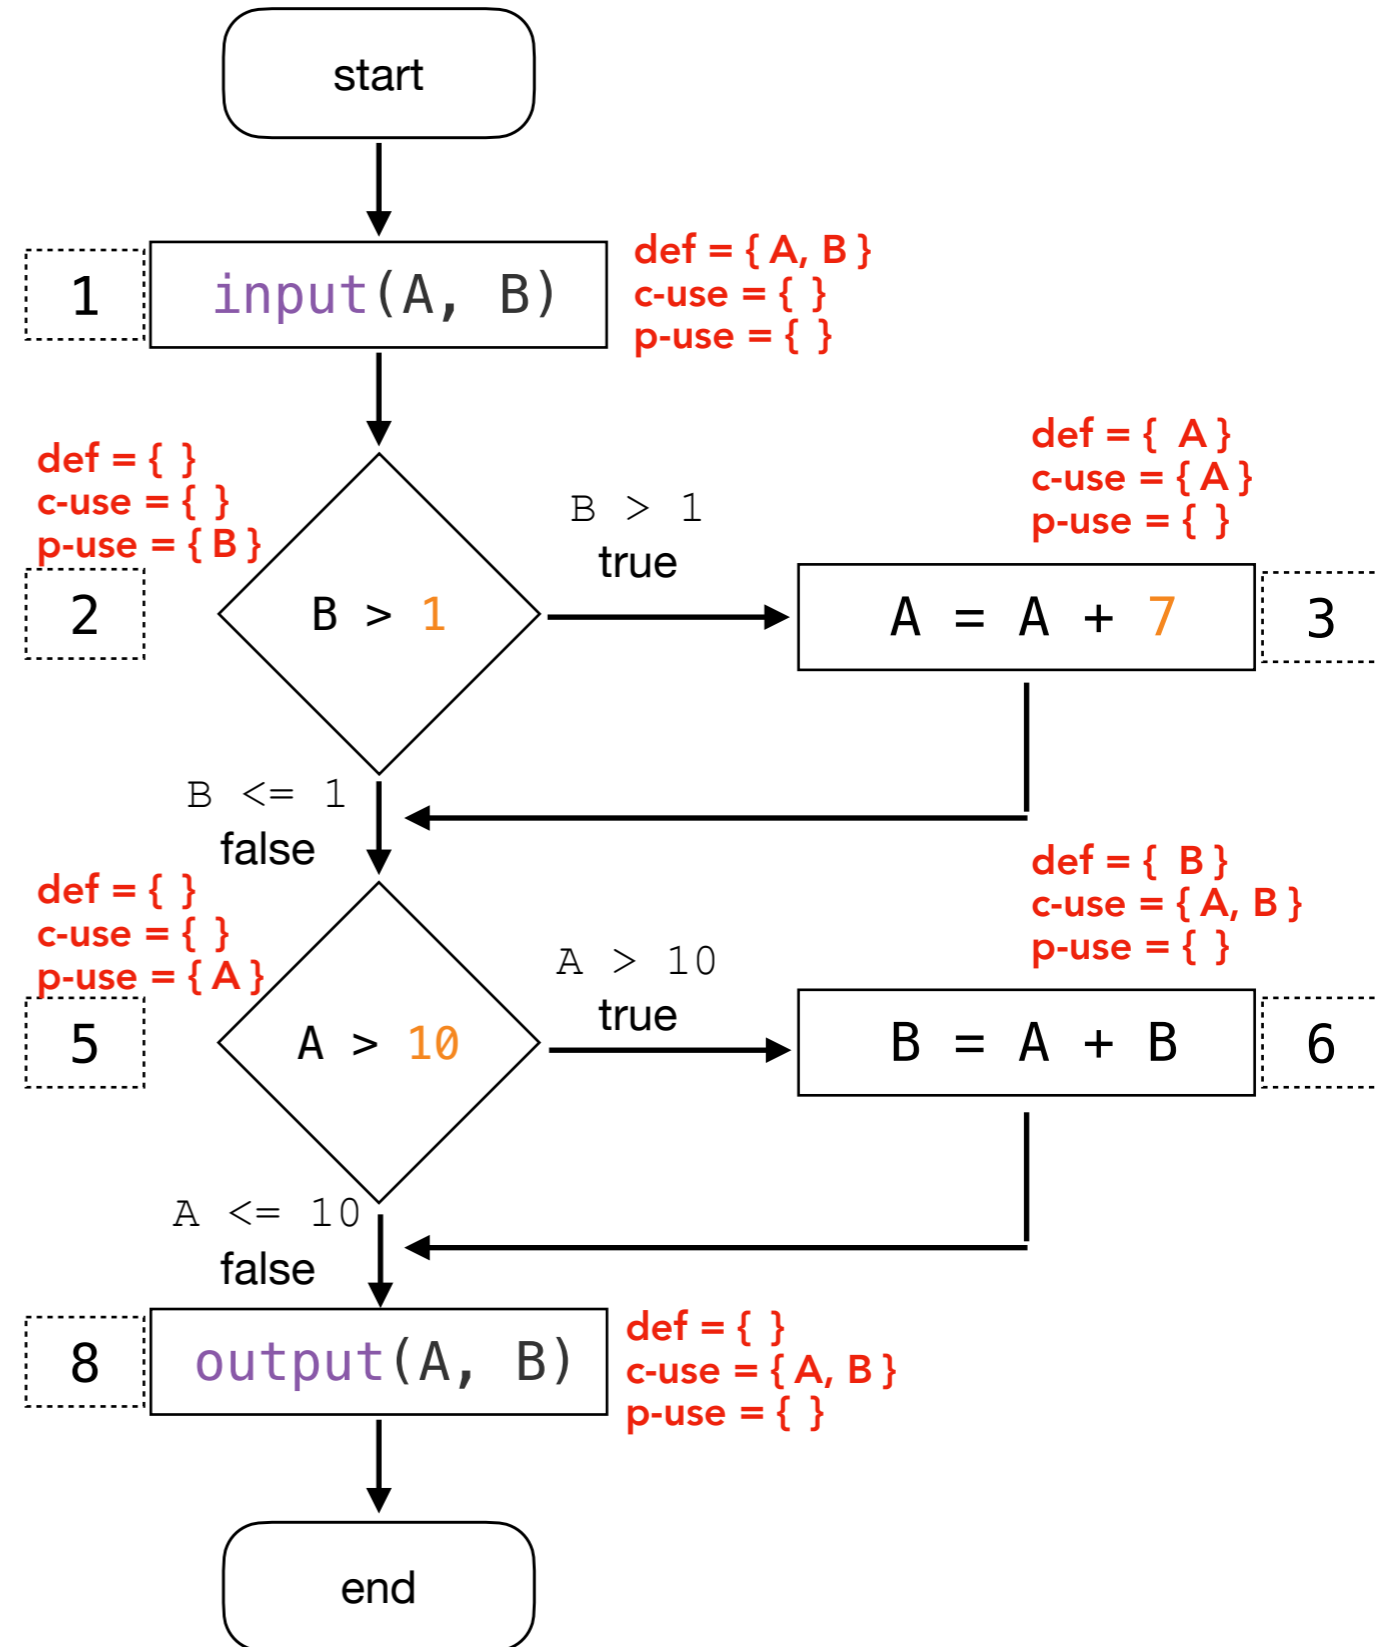 start
1
input(A, B)
def = { A, B }
c-use = { }
p-use = { }
def = { }
c-use = { }
p-use = { B }
2
B > 1
B > 1
true
def = { A }
c-use = { A }
p-use = { }
A = A + 7
3
B <= 1
false
def = { }
c-use = { }
p-use = { A }
5
A > 10
A > 10
true
def = { B }
c-use = { A, B }
p-use = { }
B = A + B
6
A <= 10
false
8
output(A, B)
def = { }
c-use = { A, B }
p-use = { }
end